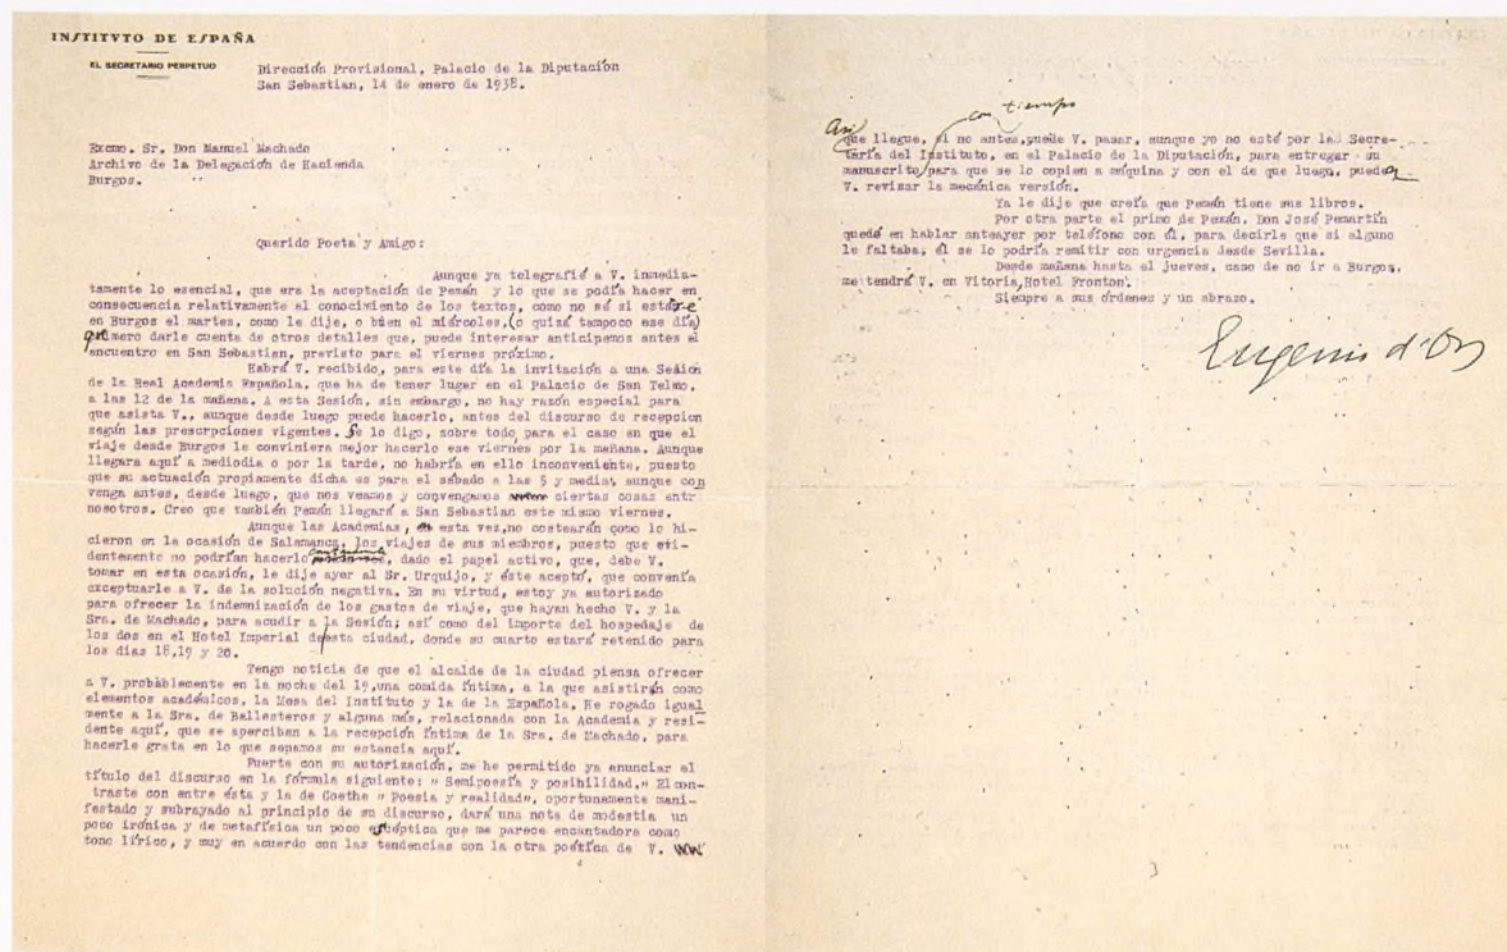 INSTITVTO DE ESPAÑA
EL SECRETARIO PERPETUO
Dirección Provisional, Palacio de la Diputación
San Sebastian, 14 de enero de 1938.
Excmo. Sr. Don Manuel Machado
Archivo de la Delegación de Hacienda
Burgos.
Querido Poeta y Amigo:
Aunque ya telegrafié a V. inmedia-
tamente lo esencial, que era la aceptación de Pemán y lo que se podía hacer en
consecuencia relativamente al conocimiento de los textos, como no sé si estaré
en Burgos el martes, como le dije, o bien el miércoles, (o quizá tampoco ese día)
quiero darle cuenta de otros detalles que, puede interesar anticipemos antes el
encuentro en San Sebastian, previsto para el viernes próximo.
Habrá V. recibido, para este día la invitación a una Sesión
de la Real Academia Española, que ha de tener lugar en el Palacio de San Telmo,
a las 12 de la mañana. A esta Sesión, sin embargo, no hay razón especial para
que asista V., aunque desde luego puede hacerlo, antes del discurso de recepcion
según las prescrpciones vigentes. Se lo digo, sobre todo para el caso en que el
viaje desde Burgos le conviniera mejor hacerlo ese viernes por la mañana. Aunque
llegara aquí a mediodia o por la tarde, no habría en ello inconveniente, puesto
que su actuación propiamente dicha es para el sábado a las 5 y media, aunque con
venga antes, desde luego, que nos veamos y convengamos ciertas cosas entr
nosotros. Creo que también Pemán llegará a San Sebastian este mismo viernes.
Aunque las Academias, en esta vez, no costearán como lo hi-
cieron en la ocasión de Salamanca, los viajes de sus miembros, puesto que evi-
dentemente no podrían hacerlo, dado el papel activo, que, debe V.
tomar en esta ocasión, le dije ayer al Sr. Urquijo, y éste aceptó, que convenía
exceptuarle a V. de la solución negativa. En su virtud, estoy ya autorizado
para ofrecer la indemnización de los gastos de viaje, que hayan hecho V. y la
Sra. de Machado, para acudir a la Sesión; así como del importe del hospedaje de
los dos en el Hotel Imperial de esta ciudad, donde su cuarto estará retenido para
los dias 18,19 y 20.
Tengo noticia de que el alcalde de la ciudad piensa ofrecer
a V. probablemente en la noche del 19, una comida íntima, a la que asistirán como
elementos académicos, la Mesa del Instituto y la de la Española. He rogado igual
mente a la Sra. de Ballesteros y alguna más, relacionada con la Academia y resi-
dente aquí, que se aperciban a la recepción íntima de la Sra. de Machado, para
hacerle grata en lo que sepamos su estancia aquí.
Fuerte con su autorización, me he permitido ya anunciar el
título del discurso en la fórmula siguiente: " Semipoesía y posibilidad." El con-
traste con entre ésta y la de Goethe " Poesia y realidad", oportunamente mani-
festado y subrayado al principio de su discurso, dará una nota de modestia un
poco irónica y de metafísica un poco escéptica que me parece encantadora como
tono lírico, y muy en acuerdo con las tendencias con la otra poética de V.
con tiempo
Así
que llegue, si no antes, puede V. pasar, aunque yo no esté por la Secre-
taría del Instituto, en el Palacio de la Diputación, para entregar su
manuscrito, para que se lo copien a máquina y con el de que luego, pueda
V. revisar la mecánica versión.
Ya le dije que creía que Pemán tiene sus libros.
Por otra parte el primo de Pemán, Don José Pemartín
quedó en hablar anteayer por teléfono con él, para decirle que si alguno
le faltaba, él se lo podría remitir con urgencia desde Sevilla.
Desde mañana hasta el jueves, caso de no ir a Burgos,
me tendrá V. en Vitoria, Hotel Fronton.
Siempre a sus órdenes y un abrazo.
Eugenio d'Ors